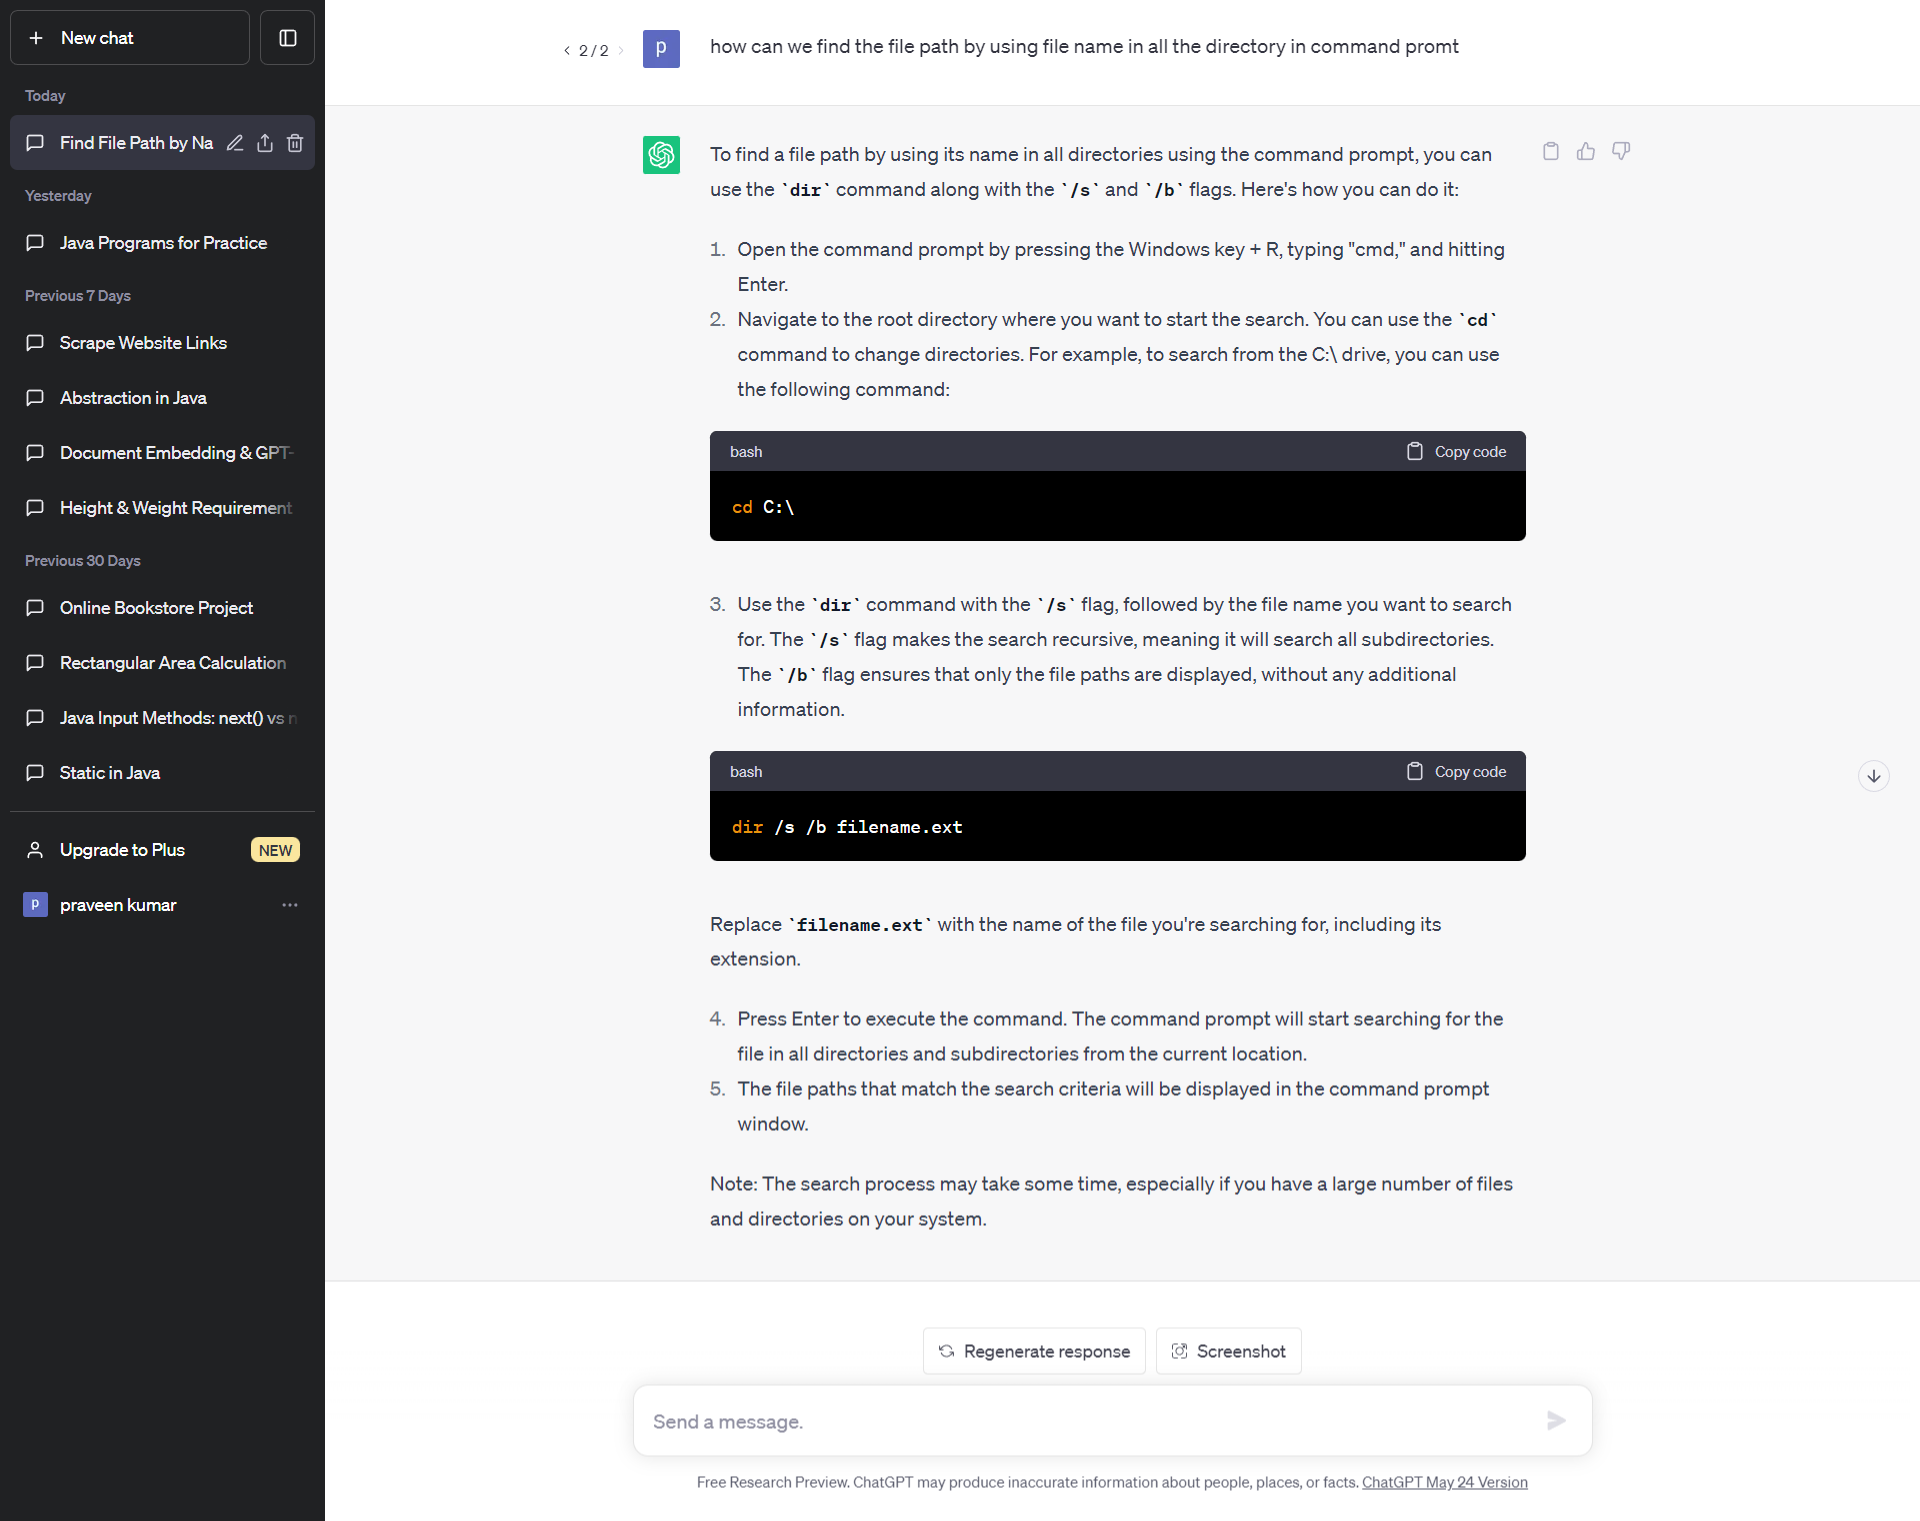 New chat
Today
Find File Path by Na
Yesterday
Java Programs for Practice
Previous 7 Days
Scrape Website Links
Abstraction in Java
Document Embedding & GPT-
Height & Weight Requirement
Previous 30 Days
Online Bookstore Project
Rectangular Area Calculation
Java Input Methods: next() vs n
Static in Java
Upgrade to Plus NEW
p praveen kumar
2 / 2
p
how can we find the file path by using file name in all the directory in command promt
To find a file path by using its name in all directories using the command prompt, you can
use the `dir` command along with the `/s` and `/b` flags. Here's how you can do it:
1. Open the command prompt by pressing the Windows key + R, typing "cmd," and hitting
Enter.
2. Navigate to the root directory where you want to start the search. You can use the `cd`
command to change directories. For example, to search from the C:\ drive, you can use
the following command:
bash Copy code
cd C:\
3. Use the `dir` command with the `/s` flag, followed by the file name you want to search
for. The `/s` flag makes the search recursive, meaning it will search all subdirectories.
The `/b` flag ensures that only the file paths are displayed, without any additional
information.
bash Copy code
dir /s /b filename.ext
Replace `filename.ext` with the name of the file you're searching for, including its
extension.
4. Press Enter to execute the command. The command prompt will start searching for the
file in all directories and subdirectories from the current location.
5. The file paths that match the search criteria will be displayed in the command prompt
window.
Note: The search process may take some time, especially if you have a large number of files
and directories on your system.
Regenerate response Screenshot
Send a message.
Free Research Preview. ChatGPT may produce inaccurate information about people, places, or facts. ChatGPT May 24 Version